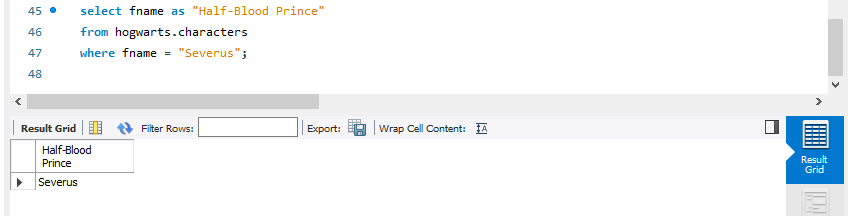 45 select fname as "Half-Blood Prince"
46 from hogwarts.characters
47 where fname = "Severus";
48
Result Grid Filter Rows: Export: Wrap Cell Content:
Half-Blood
Prince
Severus
Result
Grid